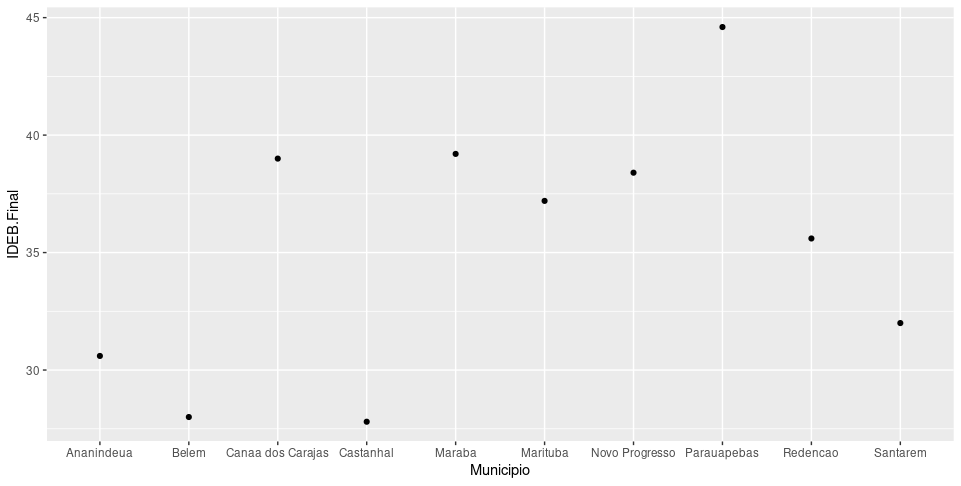 45
40
35
30
IDEB.Final
Ananindeua Belem Canaa dos Carajas Castanhal Maraba Marituba Novo Progresso Parauapebas Redencao Santarem
Municipio